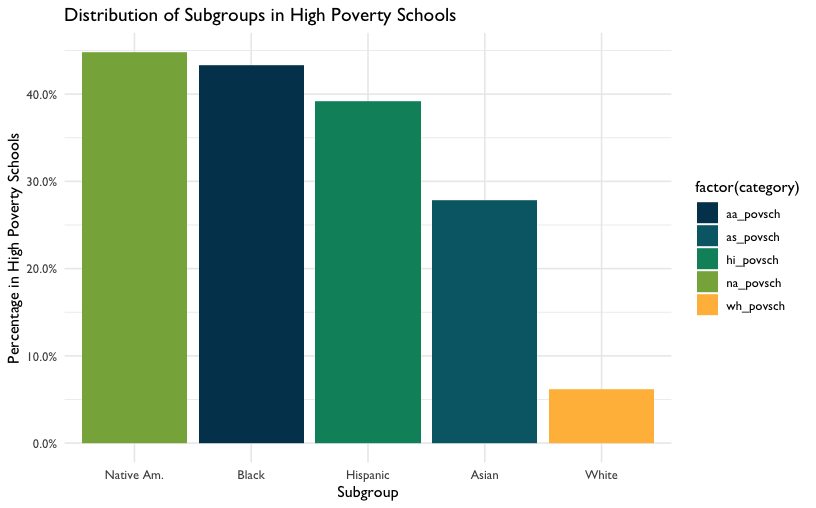 Distribution of Subgroups in High Poverty Schools
Percentage in High Poverty Schools
40.0%
30.0%
20.0%
10.0%
0.0%
Native Am.
Black
Hispanic
Asian
White
Subgroup
factor(category)
aa_povsch
as_povsch
hi_povsch
na_povsch
wh_povsch